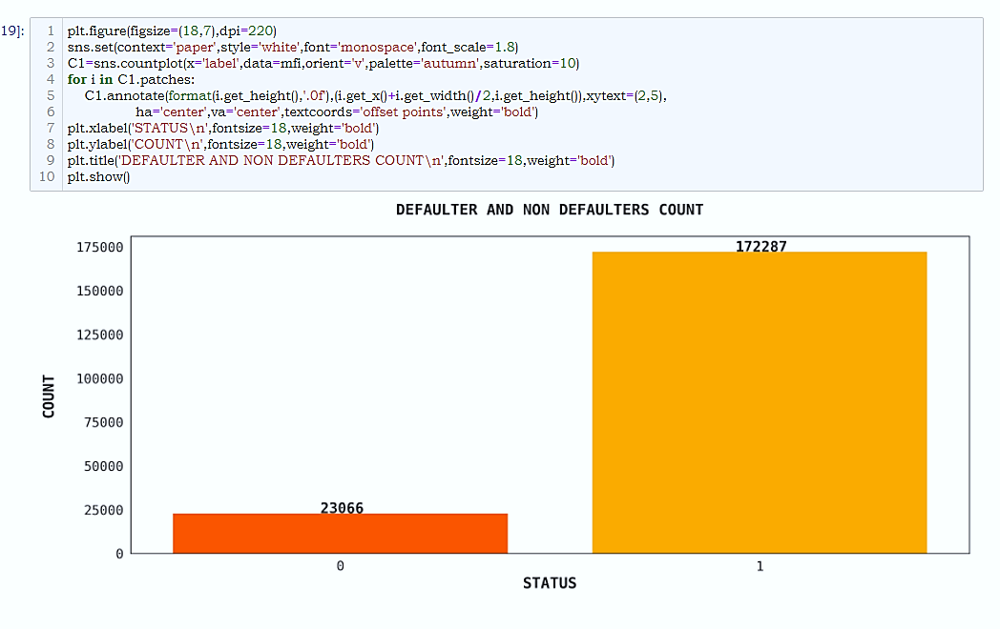 19]:
1 plt.figure(figsize=(18,7),dpi=220)
2 sns.set(context='paper',style='white',font='monospace',font_scale=1.8)
3 C1=sns.countplot(x='label',data=mfi,orient='v',palette='autumn',saturation=10)
4 for i in C1.patches:
5 C1.annotate(format(i.get_height(),'.0f'),(i.get_x()+i.get_width()/2,i.get_height()),xytext=(2,5),
6 ha='center',va='center',textcoords='offset points',weight='bold')
7 plt.xlabel('STATUS\n',fontsize=18,weight='bold')
8 plt.ylabel('COUNT\n',fontsize=18,weight='bold')
9 plt.title('DEFAULTER AND NON DEFAULTERS COUNT\n',fontsize=18,weight='bold')
10 plt.show()
DEFAULTER AND NON DEFAULTERS COUNT
175000
172287
150000
125000
100000
COUNT
75000
50000
25000
23066
0
0 1
STATUS